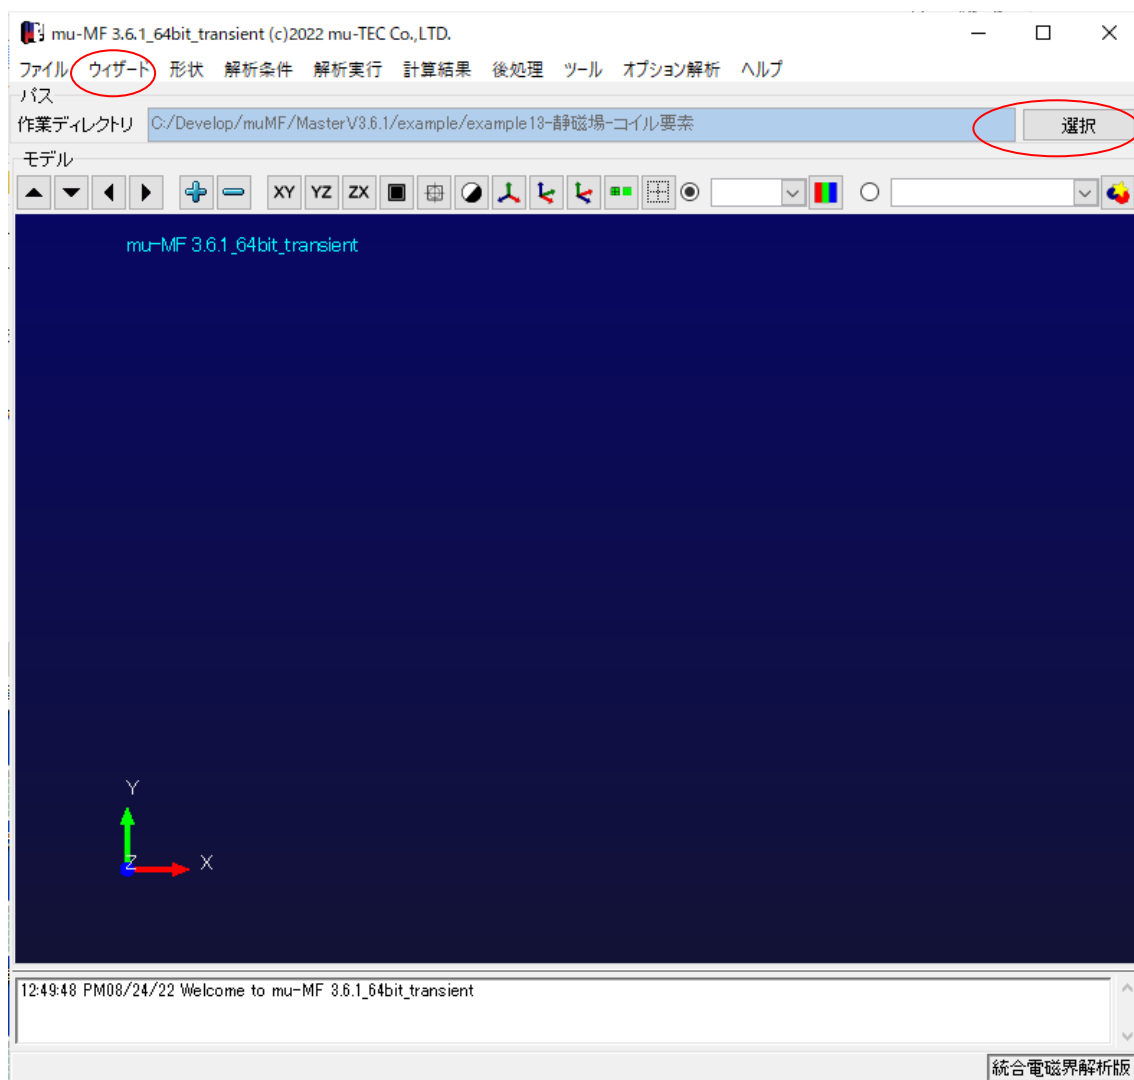 mu-MF 3.6.1_64bit_transient (c)2022 mu-TEC Co.,LTD.
ファイル ウィザード 形状 解析条件 解析実行 計算結果 後処理 ツール オプション解析 ヘルプ
パス
作業ディレクトリ C:/Develop/muMF/MasterV3.6.1/example/example13-静磁場-コイル要素 選択
モデル
XY YZ ZX
mu-MF 3.6.1_64bit_transient
Y
Z X
12:49:48 PM08/24/22 Welcome to mu-MF 3.6.1_64bit_transient
統合電磁界解析版